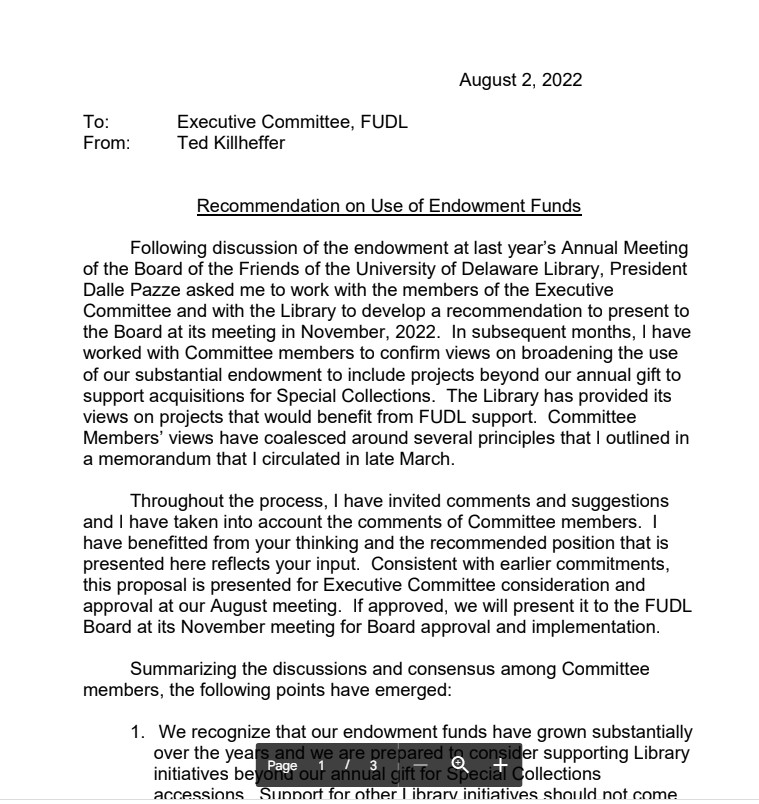 August 2, 2022
To: Executive Committee, FUDL
From: Ted Killheffer
Recommendation on Use of Endowment Funds
Following discussion of the endowment at last year's Annual Meeting
of the Board of the Friends of the University of Delaware Library, President
Dalle Pazze asked me to work with the members of the Executive
Committee and with the Library to develop a recommendation to present to
the Board at its meeting in November, 2022.  In subsequent months, I have
worked with Committee members to confirm views on broadening the use
of our substantial endowment to include projects beyond our annual gift to
support acquisitions for Special Collections.  The Library has provided its
views on projects that would benefit from FUDL support.  Committee
Members' views have coalesced around several principles that I outlined in
a memorandum that I circulated in late March.
Throughout the process, I have invited comments and suggestions
and I have taken into account the comments of Committee members.  I
have benefitted from your thinking and the recommended position that is
presented here reflects your input.  Consistent with earlier commitments,
this proposal is presented for Executive Committee consideration and
approval at our August meeting.  If approved, we will present it to the FUDL
Board at its November meeting for Board approval and implementation.
Summarizing the discussions and consensus among Committee
members, the following points have emerged:
1. We recognize that our endowment funds have grown substantially
over the years and we are prepared to consider supporting Library
initiatives beyond our annual gift for Special Collections
accessions.  Support for other Library initiatives should not come
Page 1 / 3